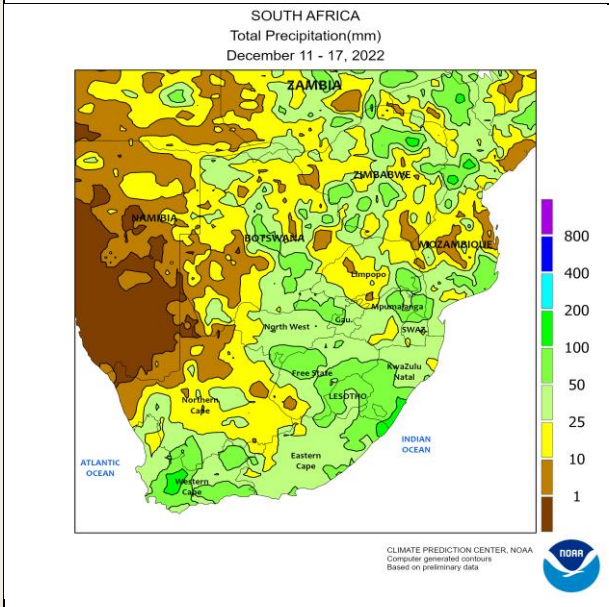 SOUTH AFRICA
Total Precipitation(mm)
December 11 - 17, 2022
ZAMBIA
ZIMBABWE
NAMIBIA
BOTSWANA
MOZAMBIQUE
Limpopo
Mpumalanga
North West
Gau.
SWAZ.
Free State
KwaZulu
Natal
LESOTHO
Northern
Cape
Eastern
Cape
Western
Cape
ATLANTIC
OCEAN
INDIAN
OCEAN
800
400
200
100
50
25
10
1
CLIMATE PREDICTION CENTER, NOAA
Computer generated contours
Based on preliminary data
NOAA